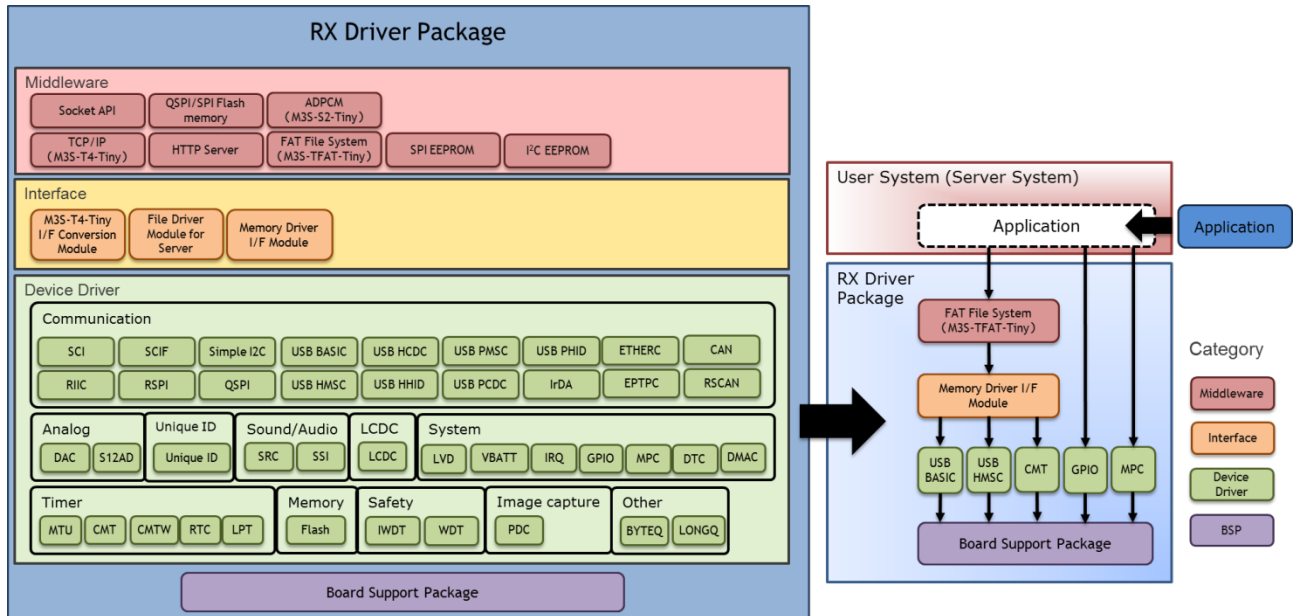 RX Driver Package
Middleware
Socket API
QSPI/SPI Flash
memory
ADPCM
(M3S-S2-Tiny)
TCP/IP
(M3S-T4-Tiny)
HTTP Server
FAT File System
(M3S-TFAT-Tiny)
SPI EEPROM
I²C EEPROM
Interface
M3S-T4-Tiny
I/F Conversion
Module
File Driver
Module for
Server
Memory Driver
I/F Module
Device Driver
Communication
SCI
SCIF
Simple I2C
USB BASIC
USB HCDC
USB PMSC
USB PHID
ETHERC
CAN
RIIC
RSPI
QSPI
USB HMSC
USB HHID
USB PCDC
IrDA
EPTPC
RSCAN
Analog
DAC
S12AD
Unique ID
Unique ID
Sound/Audio
SRC
SSI
LCDC
LCDC
System
LVD
VBATT
IRQ
GPIO
MPC
DTC
DMAC
Timer
MTU
CMT
CMTW
RTC
LPT
Memory
Flash
Safety
IWDT
WDT
Image capture
PDC
Other
BYTEQ
LONGQ
Board Support Package
User System (Server System)
Application
Application
RX Driver
Package
FAT File System
(M3S-TFAT-Tiny)
Memory Driver I/F
Module
USB
BASIC
USB
HMSC
CMT
GPIO
MPC
Board Support Package
Category
Middleware
Interface
Device
Driver
BSP